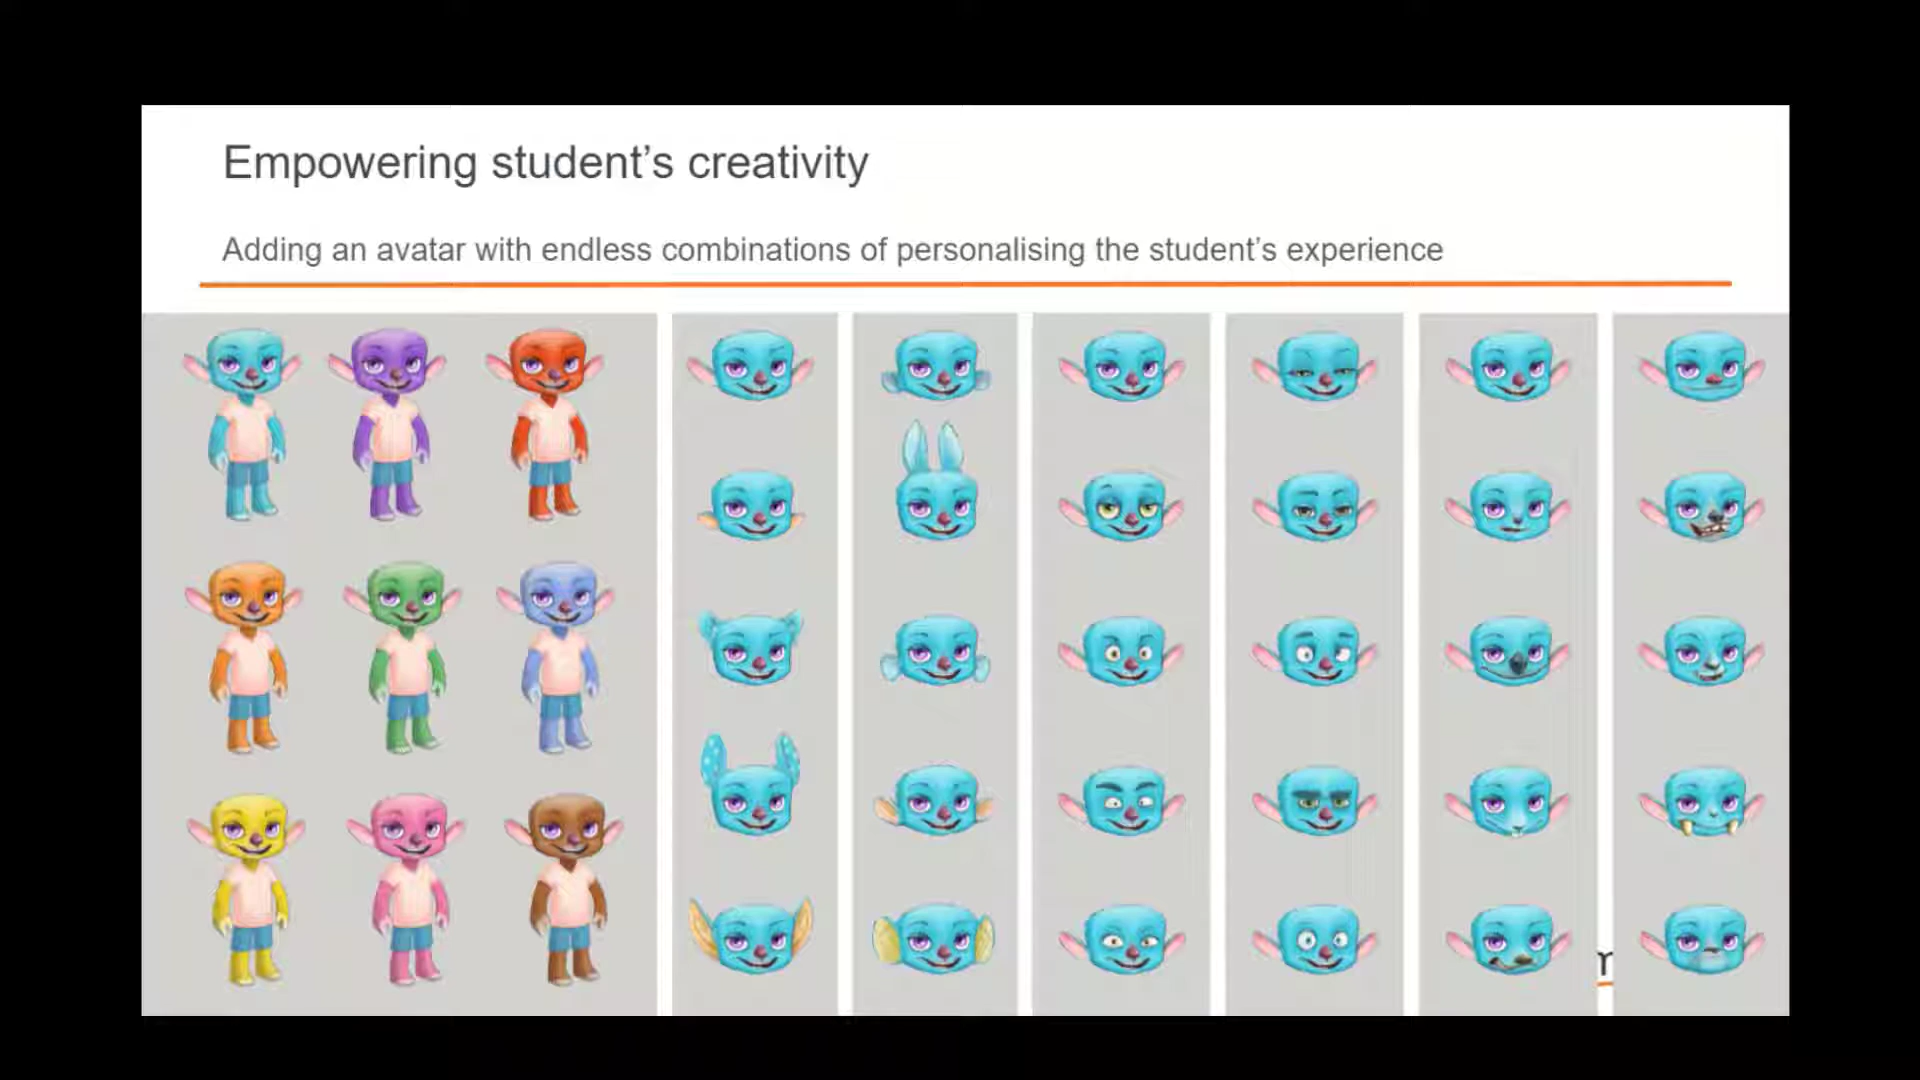 Empowering student’s creativity
Adding an avatar with endless combinations of personalising the student’s experience